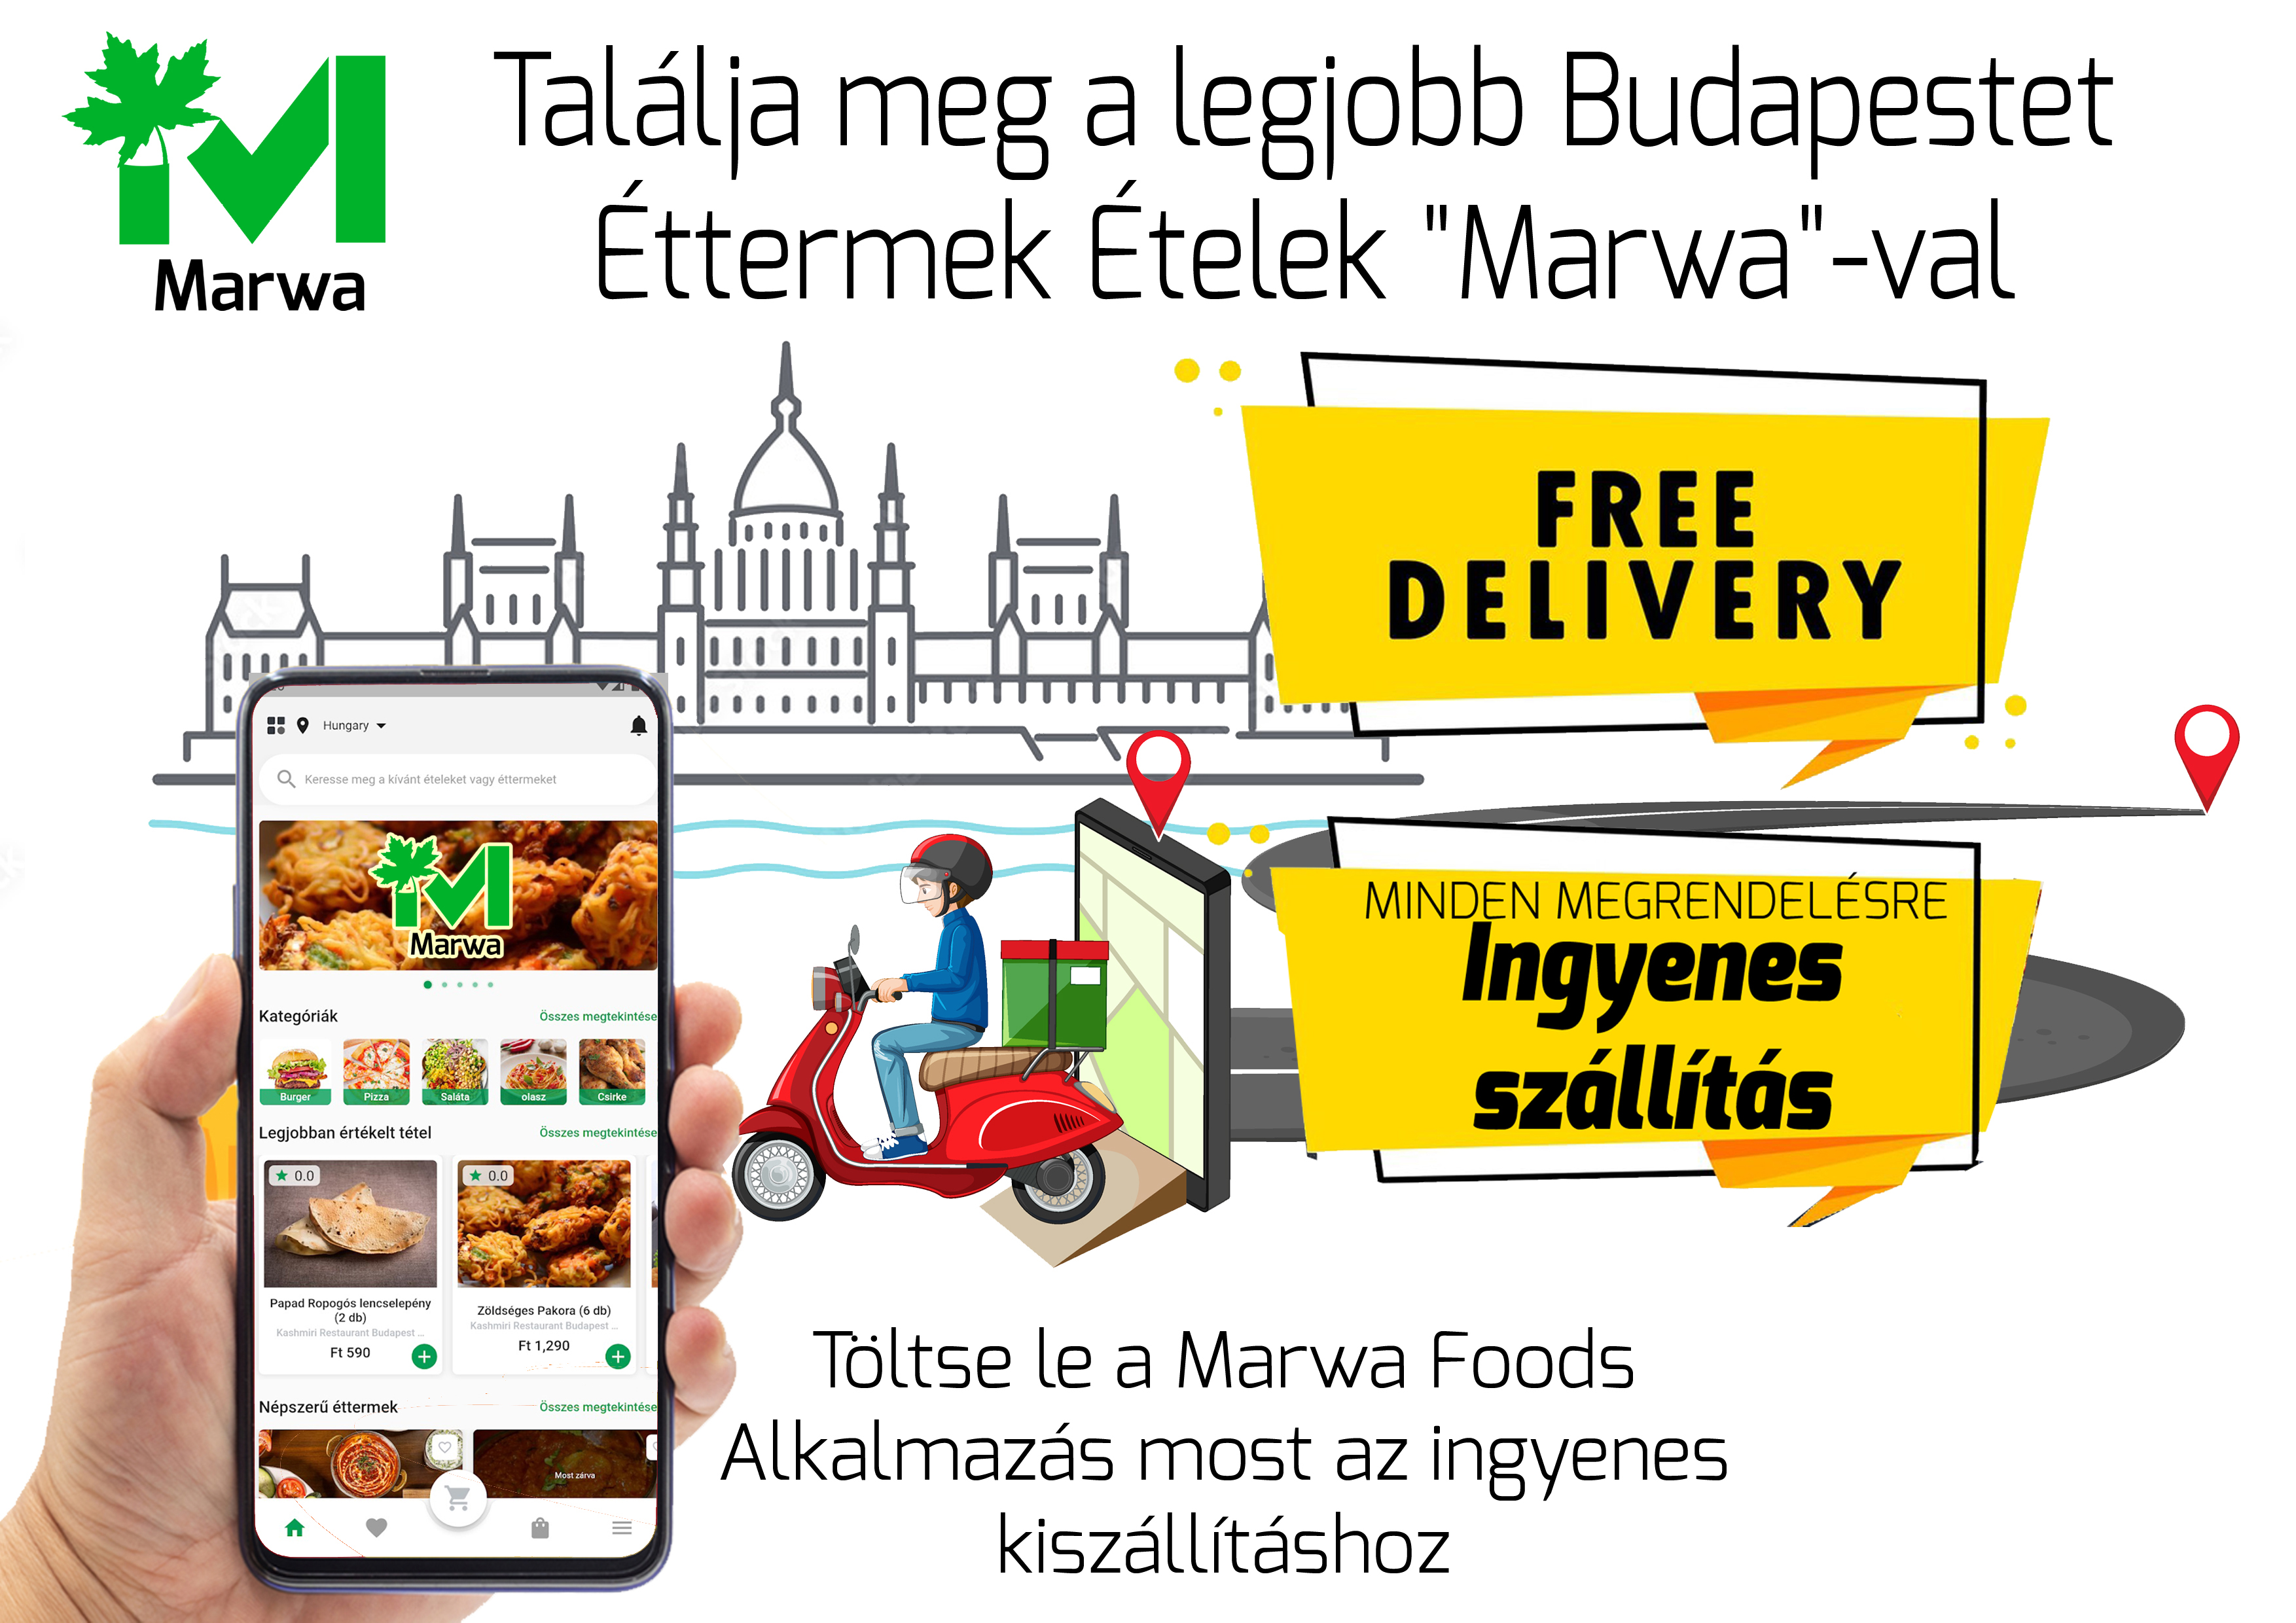 Marwa
Találja meg a legjobb Budapestet
Éttermek Ételek "Marwa"-val
FREE
DELIVERY
MINDEN MEGRENDELÉSRE
Ingyenes
szállítás
Hungary
Keresse meg a kívánt ételeket vagy éttermeket
Marwa
Kategóriák
Összes megtekintése
Burger
Pizza
Saláta
olasz
Csirke
Legjobban értékelt tétel
Összes megtekintése
0.0
0.0
Papad Ropogós lencselepény
(2 db)
Kashmiri Restaurant Budapest ...
Ft 590
Zöldséges Pakora (6 db)
Kashmiri Restaurant Budapest ...
Ft 1,290
Népszerű éttermek
Összes megtekintése
Most zárva
Töltse le a Marwa Foods
Alkalmazás most az ingyenes
kiszállításhoz